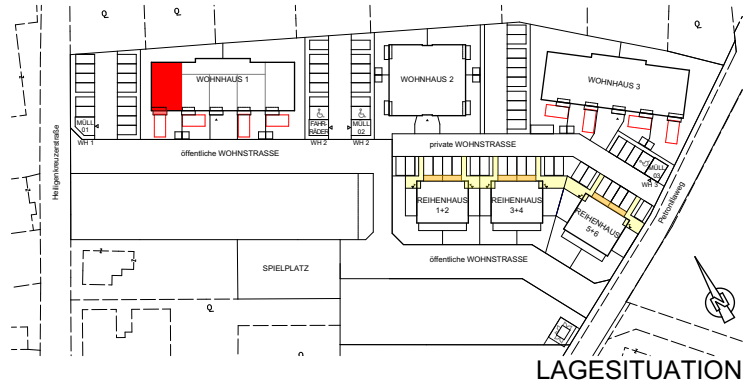 WOHNHAUS 1
WOHNHAUS 2
WOHNHAUS 3
MÜLL
01
WH 1
FAHR-
RÄDER
WH 2
MÜLL
02
WH 2
MÜLL
03
WH 3
Heiligenkreuzerstraße
öffentliche WOHNSTRASSE
private WOHNSTRASSE
REIHENHAUS
1+2
REIHENHAUS
3+4
REIHENHAUS
5+6
Petronillaweg
öffentliche WOHNSTRASSE
SPIELPLATZ
LAGESITUATION